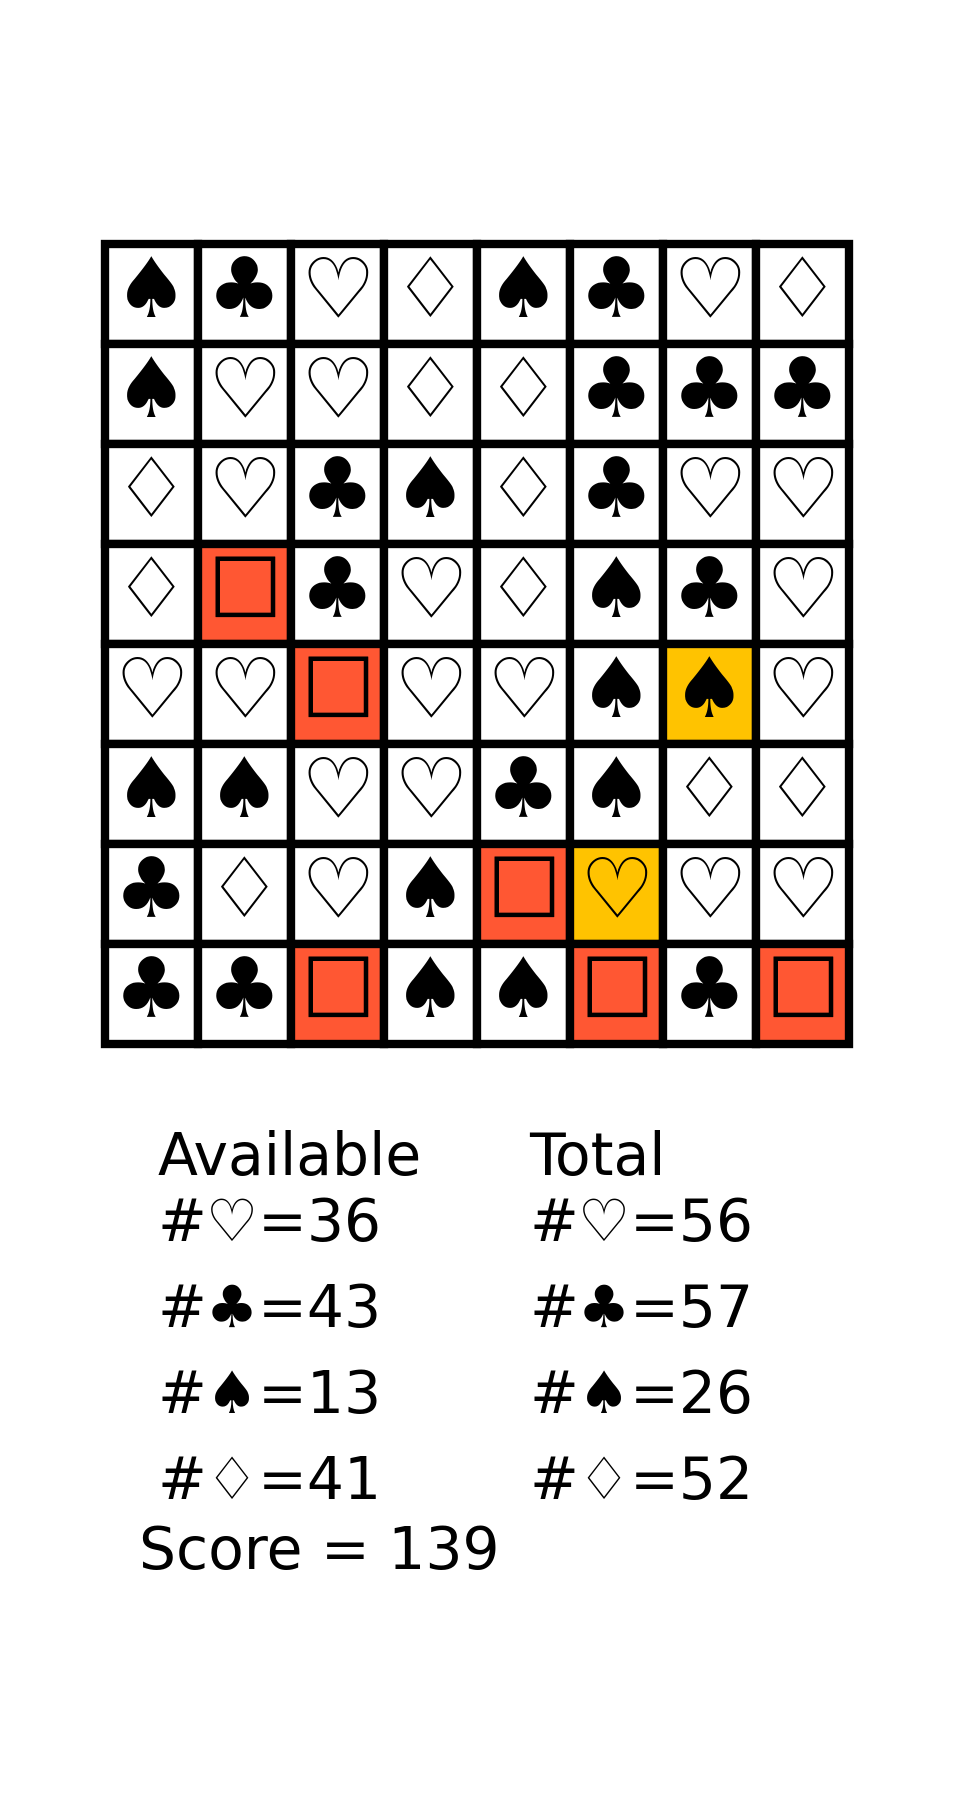 ♠ ♣ ♡ ♢ ♠ ♣ ♡ ♢
♠ ♡ ♡ ♢ ♢ ♣ ♣ ♣
♢ ♡ ♣ ♠ ♢ ♣ ♡ ♡
♢ □ ♣ ♡ ♢ ♠ ♣ ♡
♡ ♡ □ ♡ ♡ ♠ ♠ ♡
♠ ♠ ♡ ♡ ♣ ♠ ♢ ♢
♣ ♢ ♡ ♠ □ ♡ ♡ ♡
♣ ♣ □ ♠ ♠ □ ♣ □
Available Total
#♡=36 #♡=56
#♣=43 #♣=57
#♠=13 #♠=26
#♢=41 #♢=52
Score = 139